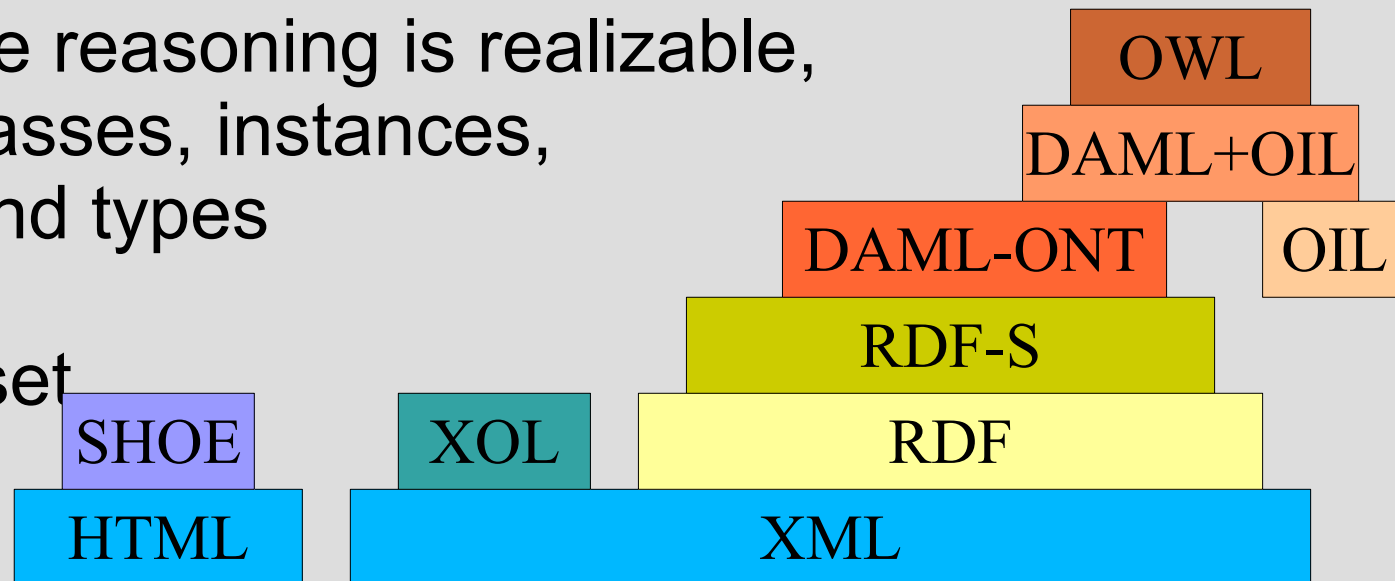 e reasoning is realizable,
asses, instances,
nd types
set
OWL
DAML+OIL
DAML-ONT
OIL
RDF-S
SHOE
XOL
RDF
HTML
XML